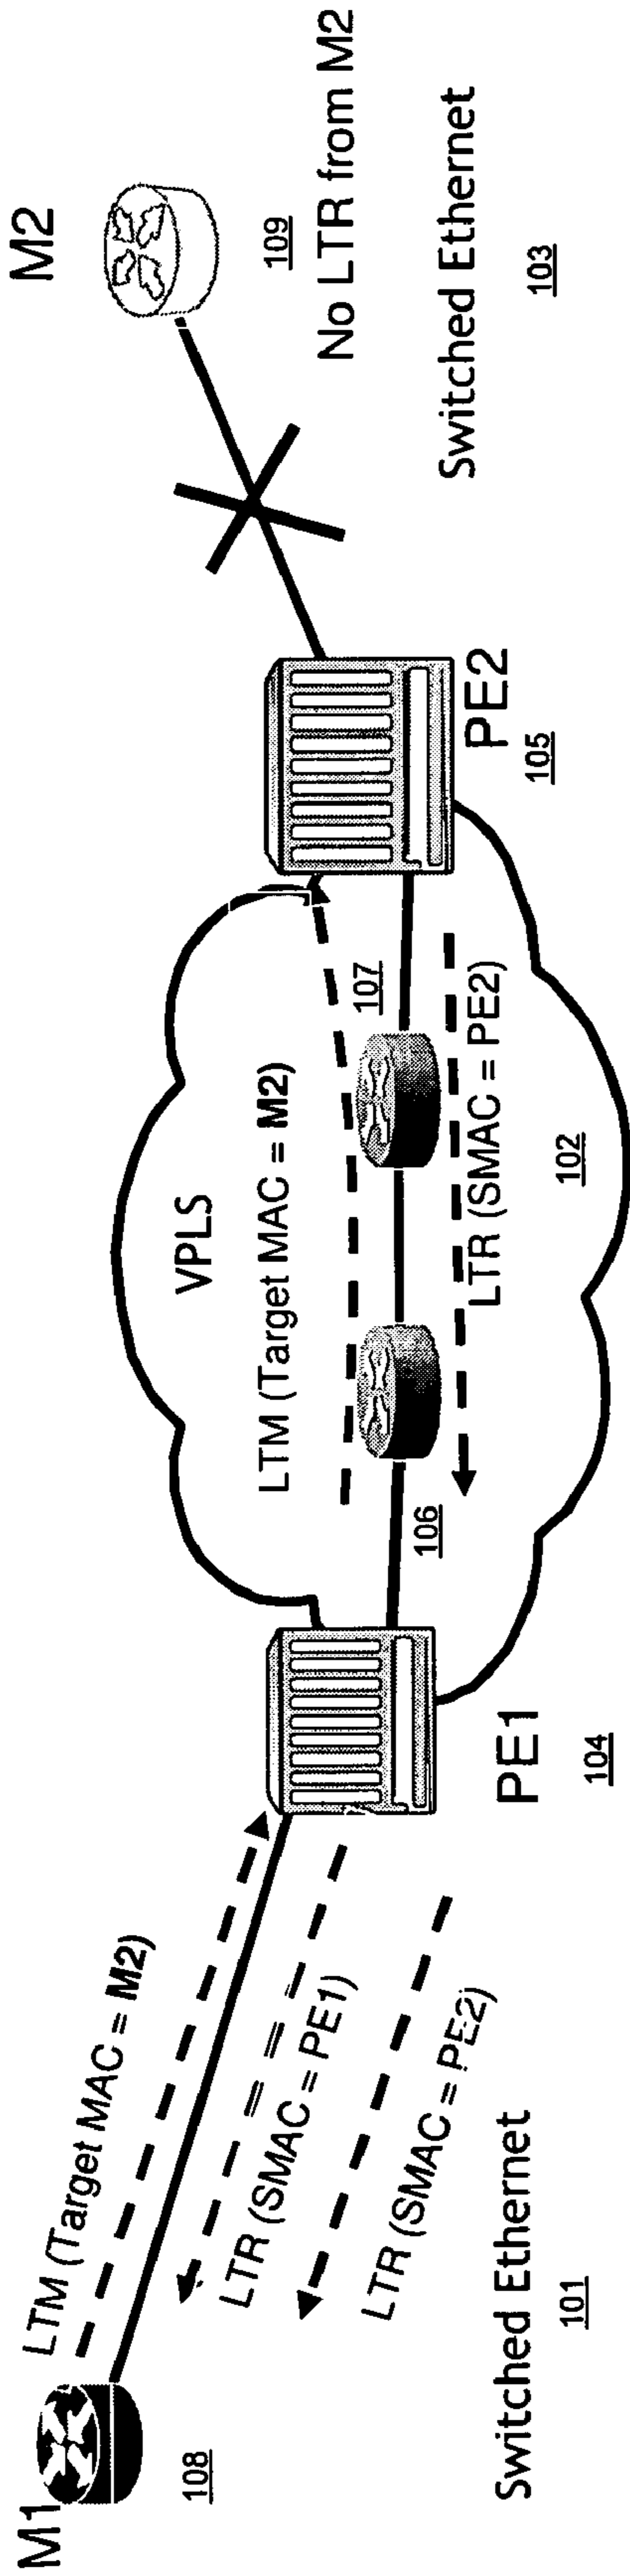 M1
108
LTM (Target MAC = M2)
LTR (SMAC = PE1)
LTR (SMAC = PE2)
Switched Ethernet
101
PE1
104
VPLS
LTM (Target MAC = M2)
106
107
LTR (SMAC = PE2)
102
PE2
105
M2
109
No LTR from M2
Switched Ethernet
103